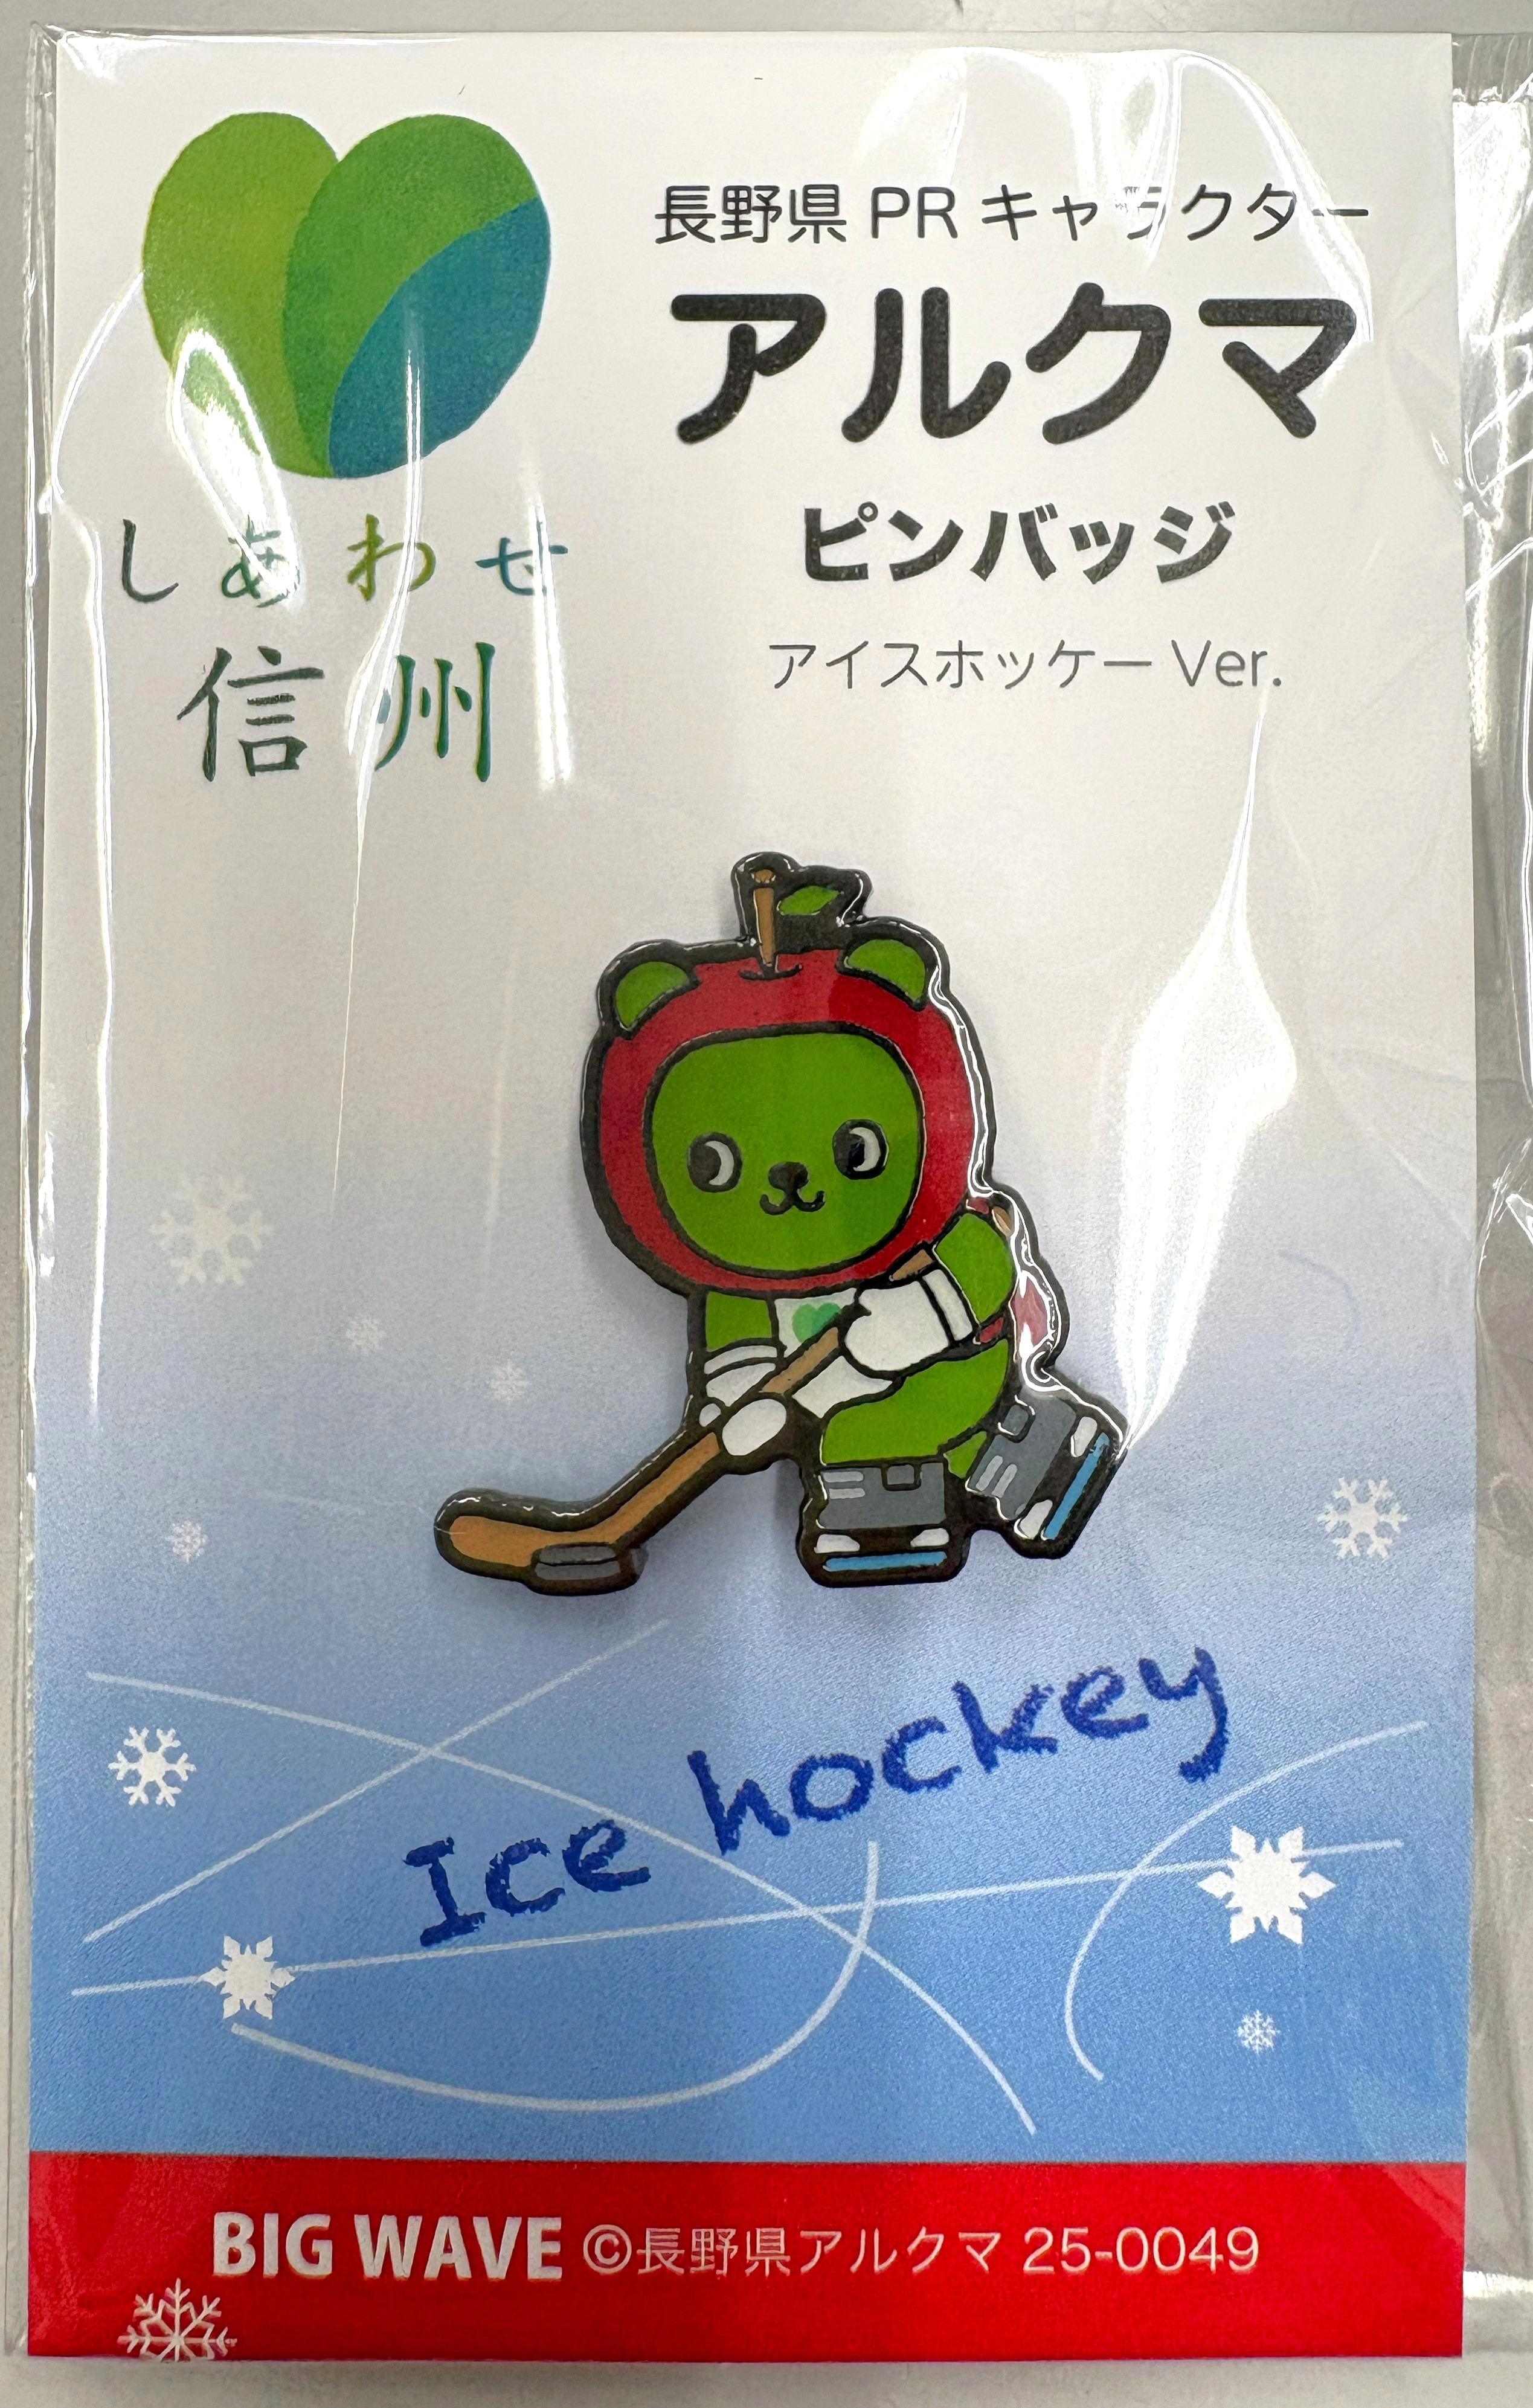 しあわせ
信州
長野県 PR キャラクター
アルクマ
ピンバッジ
アイスホッケー Ver.
Ice hockey
BIG WAVE ©長野県アルクマ 25-0049